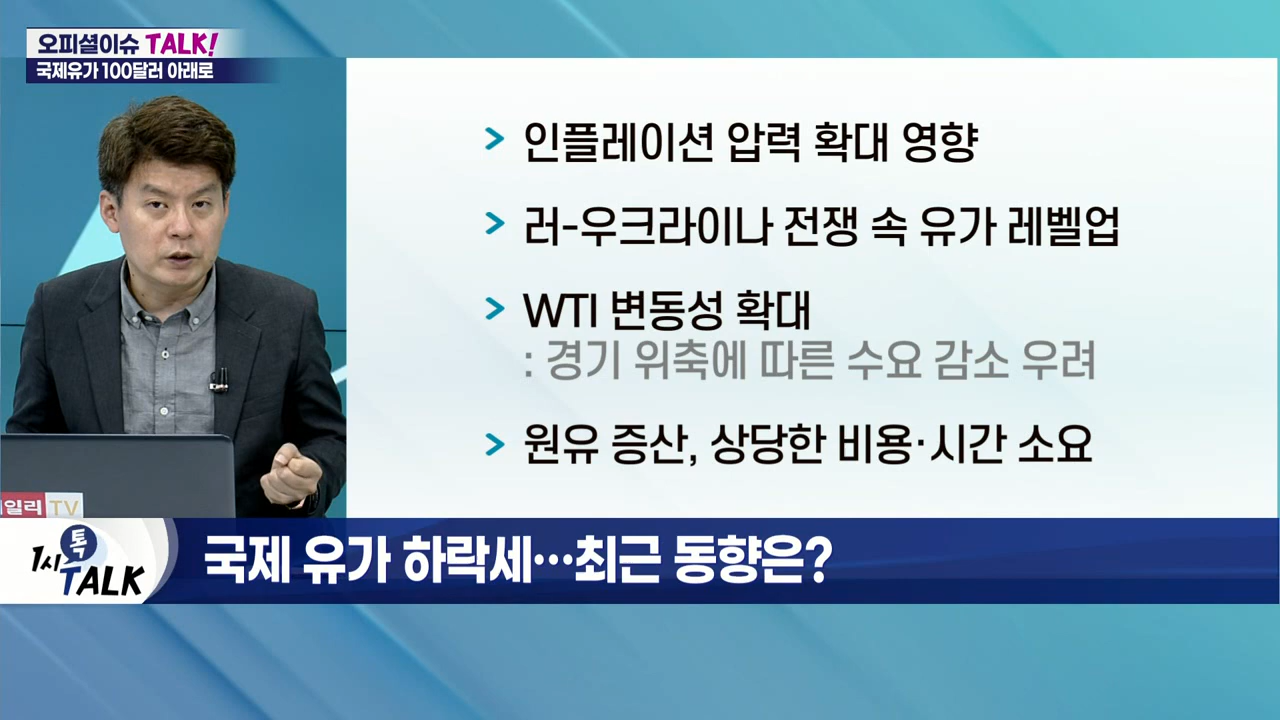 오피셜이슈 TALK!
국제유가 100달러 아래로
> 인플레이션 압력 확대 영향
> 러-우크라이나 전쟁 속 유가 레벨업
> WTI 변동성 확대
: 경기 위축에 따른 수요 감소 우려
> 원유 증산, 상당한 비용·시간 소요
일리 TV
1시 톡 TALK
국제 유가 하락세…최근 동향은?